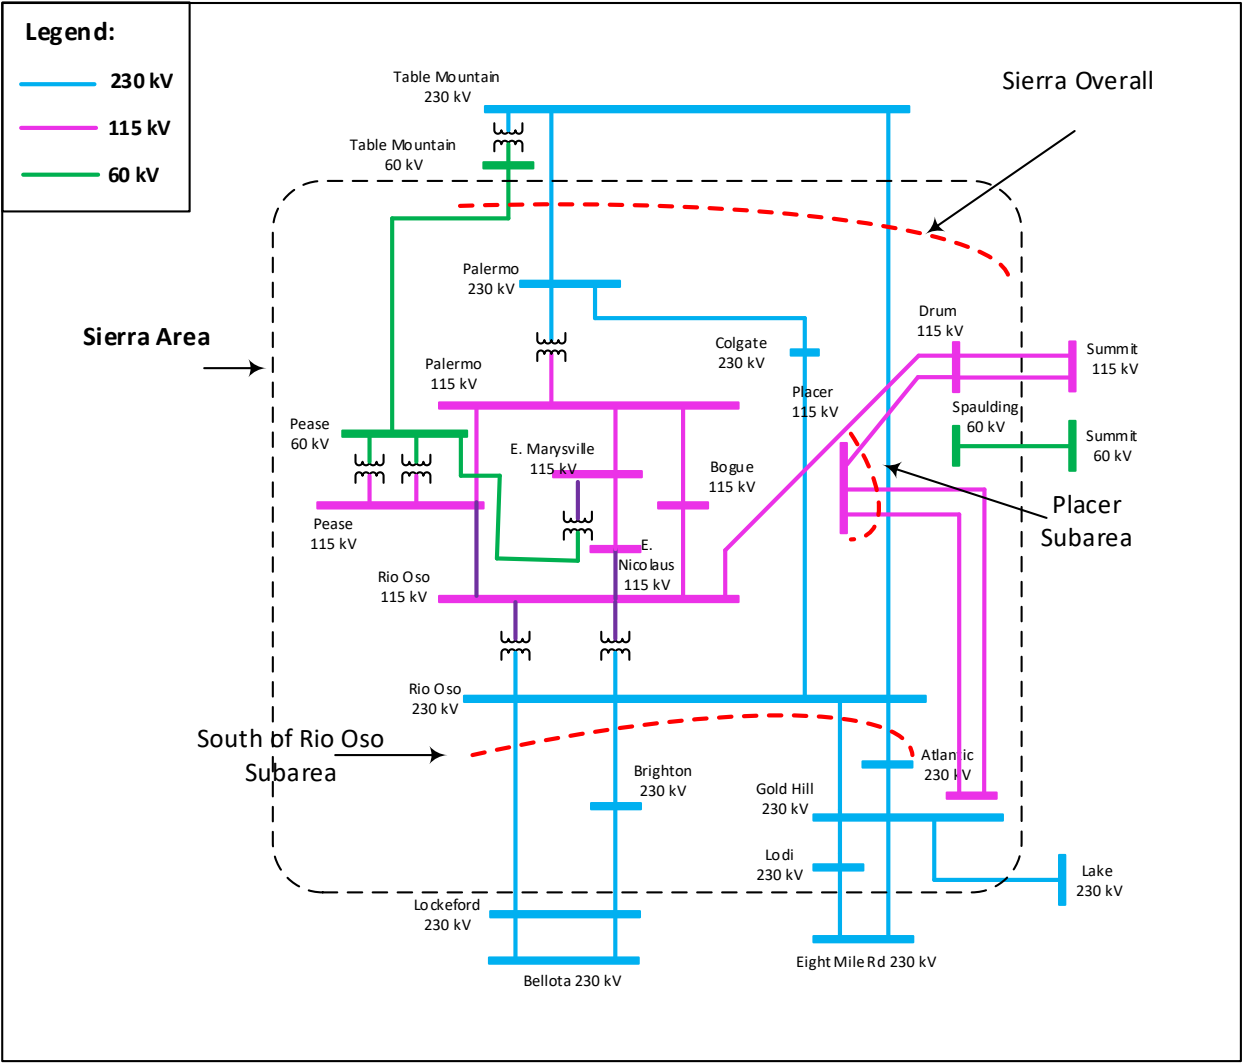 Legend:
230 kV
115 kV
60 kV
Table Mountain
230 kV
Sierra Overall
Table Mountain
60 kV
Palermo
230 kV
Sierra Area
Drum
115 kV
Colgate
230 kV
Summit
115 kV
Palermo
115 kV
Placer
115 kV
Spaulding
60 kV
Pease
60 kV
Summit
60 kV
E. Marysville
115 kV
Bogue
115 kV
Placer
Subarea
Pease
115 kV
E.
Nicolaus
115 kV
Rio Oso
115 kV
Rio Oso
230 kV
South of Rio Oso
Subarea
Atlantic
230 kV
Brighton
230 kV
Gold Hill
230 kV
Lodi
230 kV
Lake
230 kV
Lockeford
230 kV
Eight Mile Rd 230 kV
Bellota 230 kV